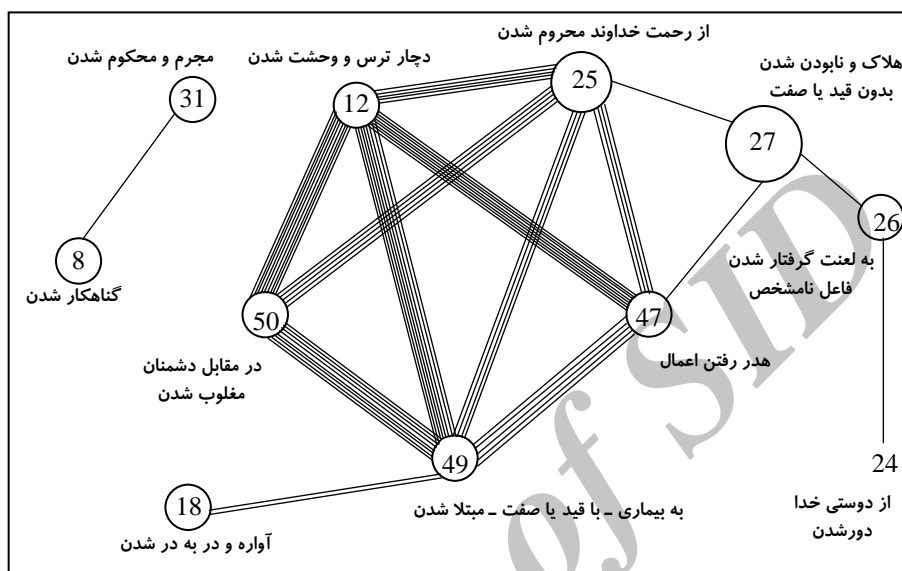 از رحمت خداوند محروم شدن
مجرم و محکوم شدن
دچار ترس و وحشت شدن
هلاک و نابودن شدن
بدون قید یا صفت
31
12
25
27
26
8
گناهکار شدن
به لعنت گرفتار شدن
فاعل نامشخص
50
47
در مقابل دشمنان
مغلوب شدن
هدر رفتن اعمال
49
24
18
به بیماری ـ با قید یا صفت ـ مبتلا شدن
از دوستی خدا
دورشدن
آواره و در به در شدن
of SID